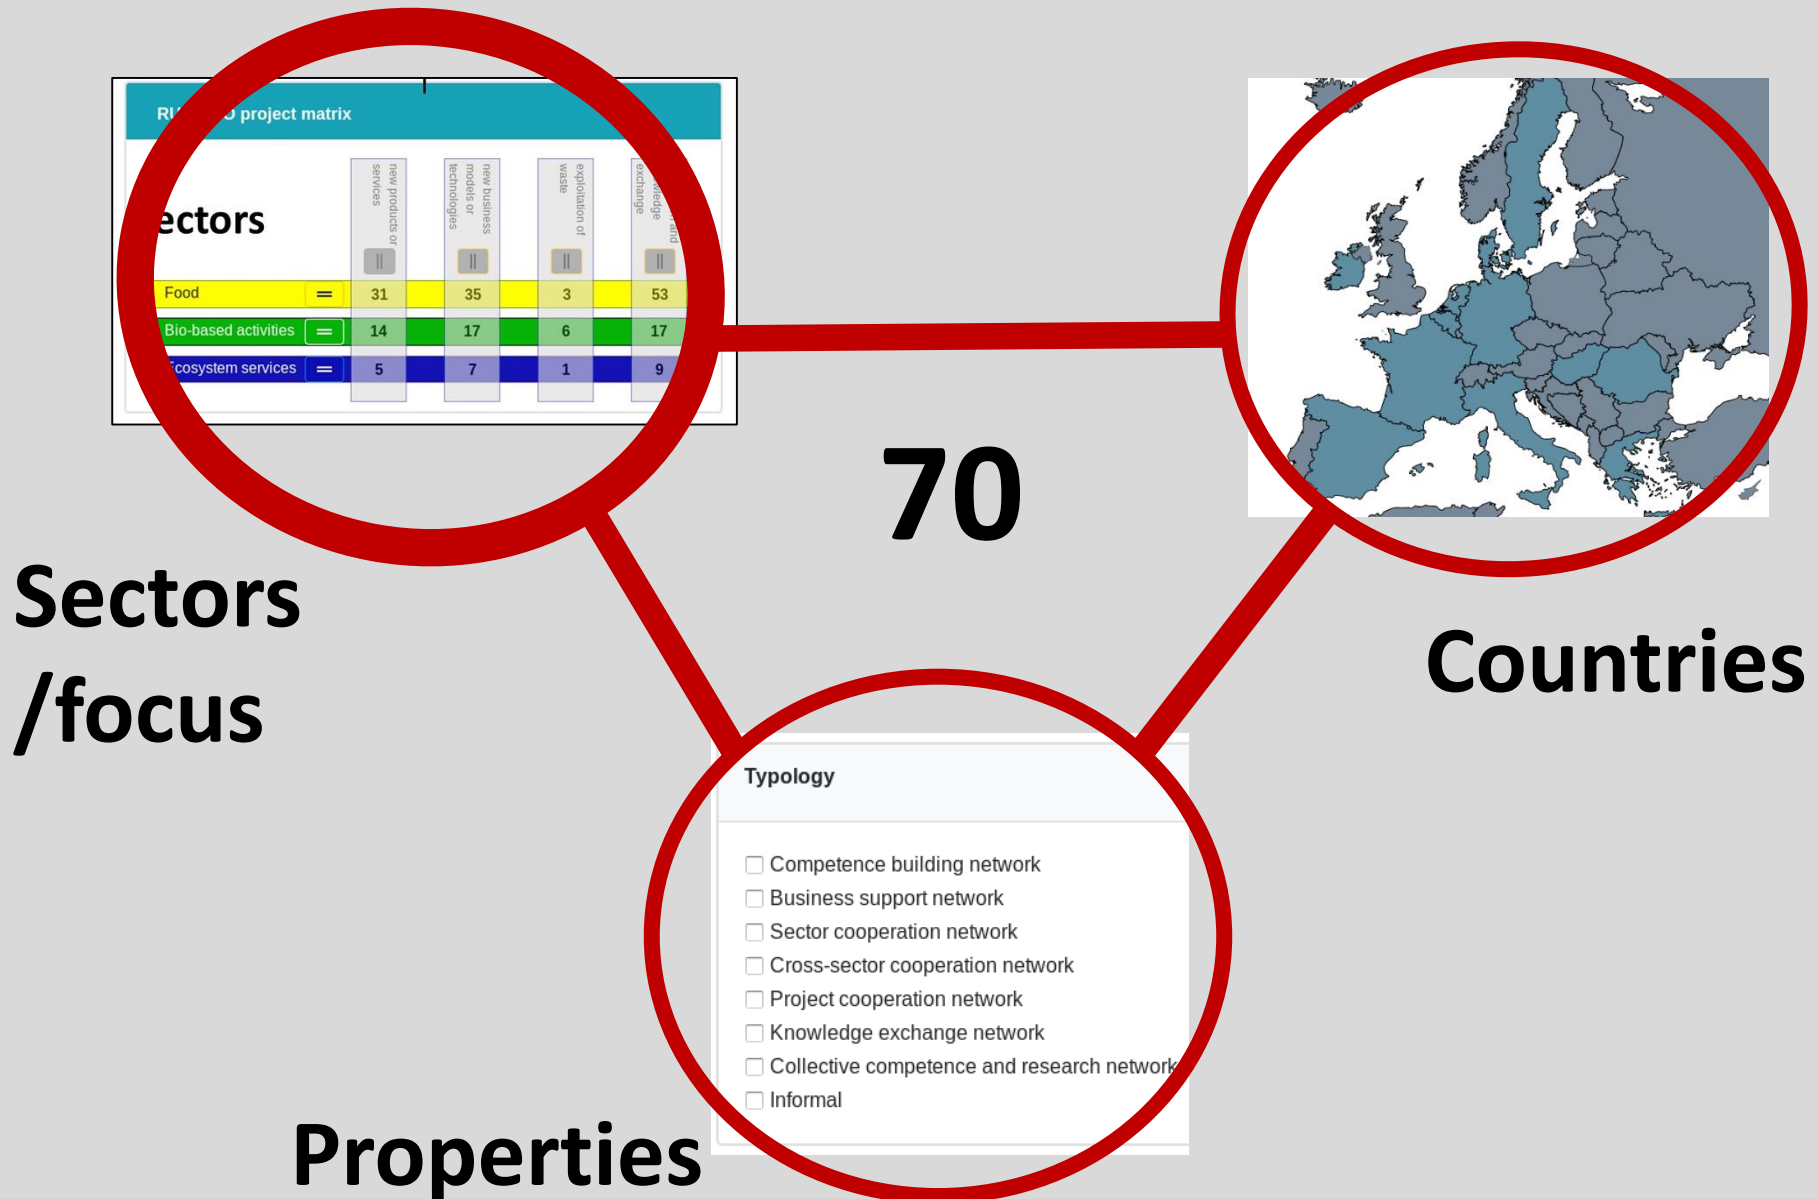 project matrix
ectors
new products or
services
new business
models or
technologies
exploitation of
waste
and
exchange
Food 31 35 3 53
Bio-based activities 14 17 6 17
cosystem services 5 7 1 9
70
Sectors
/focus
Countries
Typology
Competence building network
Business support network
Sector cooperation network
Cross-sector cooperation network
Project cooperation network
Knowledge exchange network
Collective competence and research network
Informal
Properties